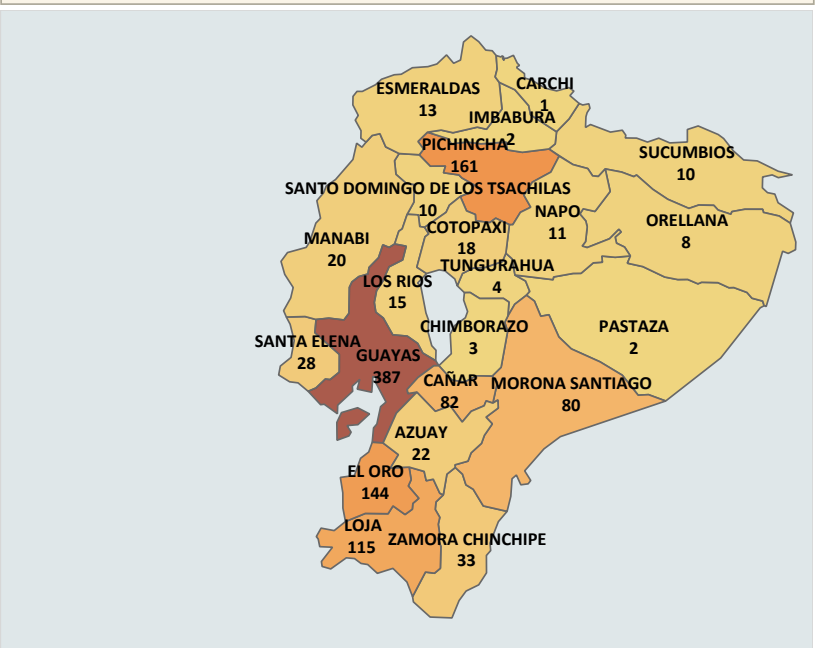 ESMERALDAS
13
CARCHI
1
IMBABURA
2
PICHINCHA
161
SUCUMBIOS
10
SANTO DOMINGO DE LOS TSACHILAS
10
NAPO
11
ORELLANA
8
MANABI
20
COTOPAXI
18
TUNGURAHUA
4
LOS RIOS
15
CHIMBORAZO
3
PASTAZA
2
SANTA ELENA
28
GUAYAS
387
CAÑAR
82
MORONA SANTIAGO
80
AZUAY
22
EL ORO
144
LOJA
115
ZAMORA CHINCHIPE
33